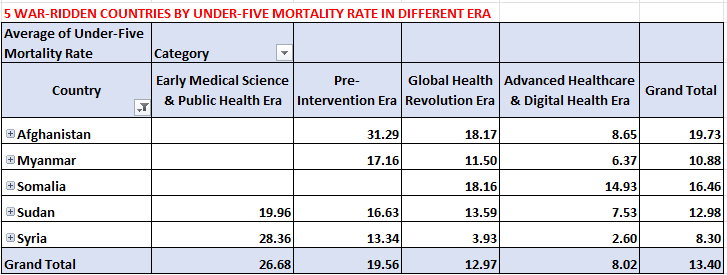 5 WAR-RIDDEN COUNTRIES BY UNDER-FIVE MORTALITY RATE IN DIFFERENT ERA
Average of Under-Five
Mortality Rate Category
Country Early Medical Science & Public Health Era Pre-Intervention Era Global Health Revolution Era Advanced Healthcare & Digital Health Era Grand Total
Afghanistan 31.29 18.17 8.65 19.73
Myanmar 17.16 11.50 6.37 10.88
Somalia 18.16 14.93 16.46
Sudan 19.96 16.63 13.59 7.53 12.98
Syria 28.36 13.34 3.93 2.60 8.30
Grand Total 26.68 19.56 12.97 8.02 13.40